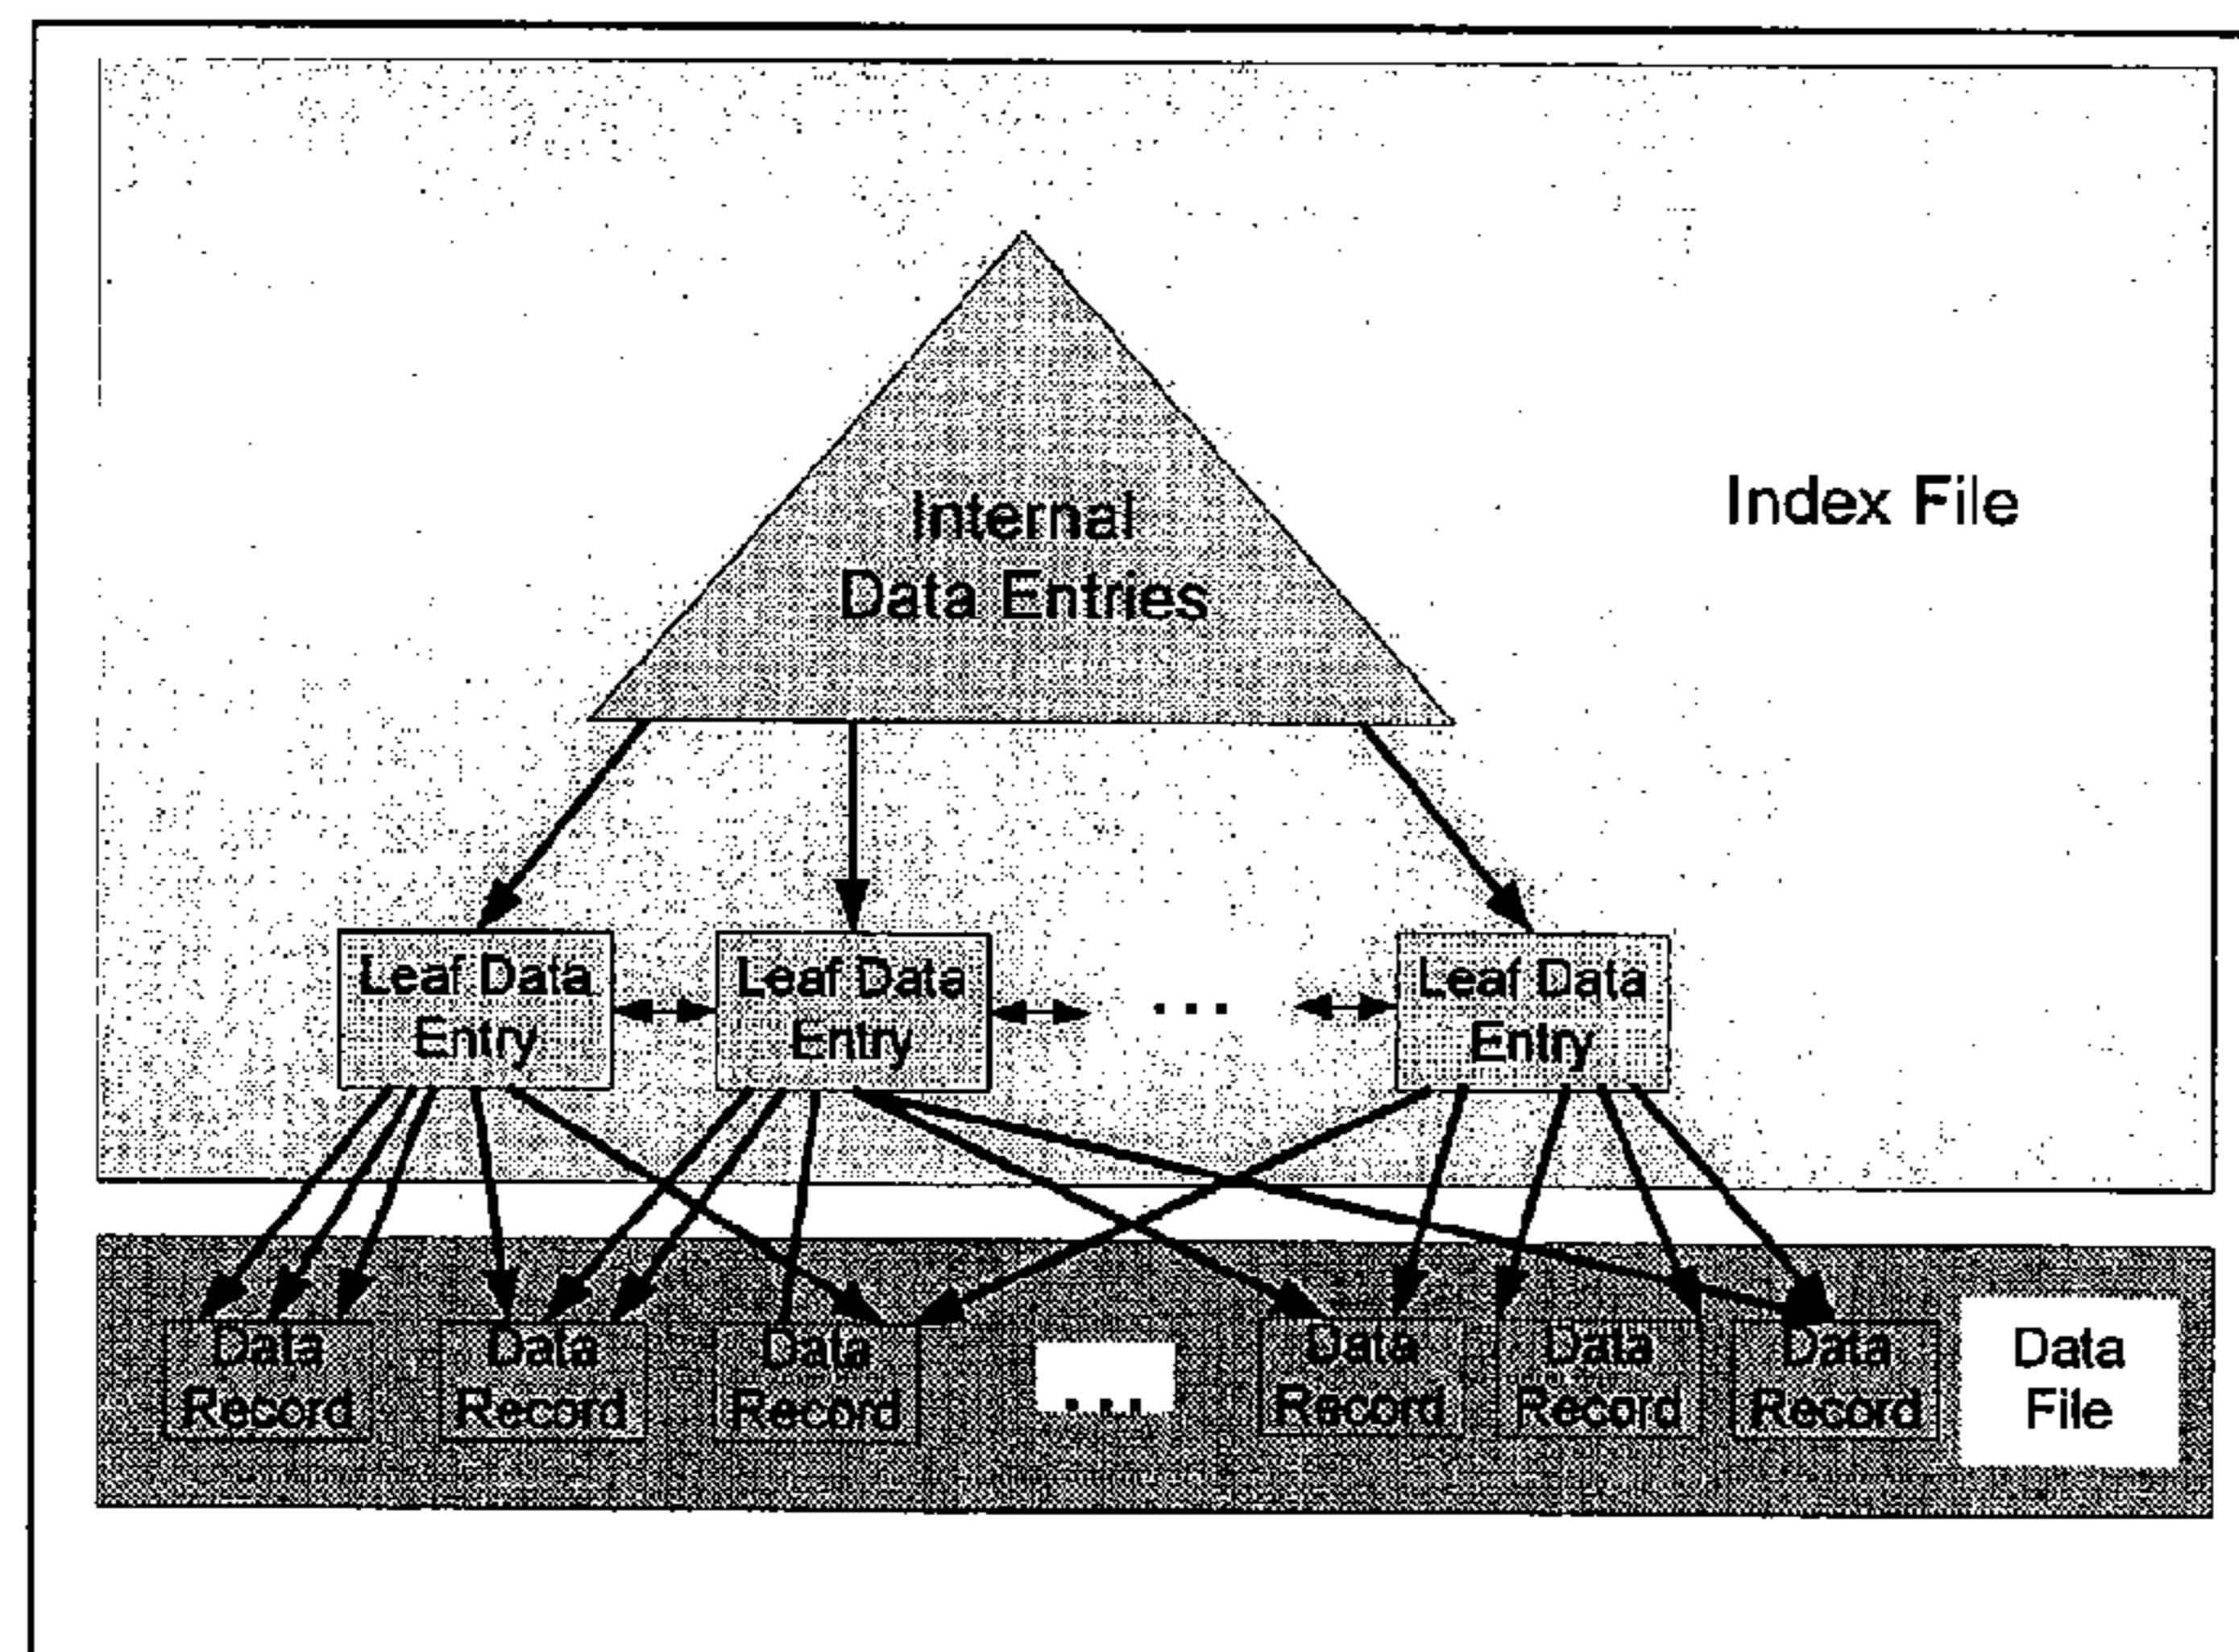 Internal
Data Entries
Index File
Leaf Data
Entry
Leaf Data
Entry
...
Leaf Data
Entry
Data
Record
Data
Record
Data
Record
...
Data
Record
Data
Record
Data
Record
Data
File